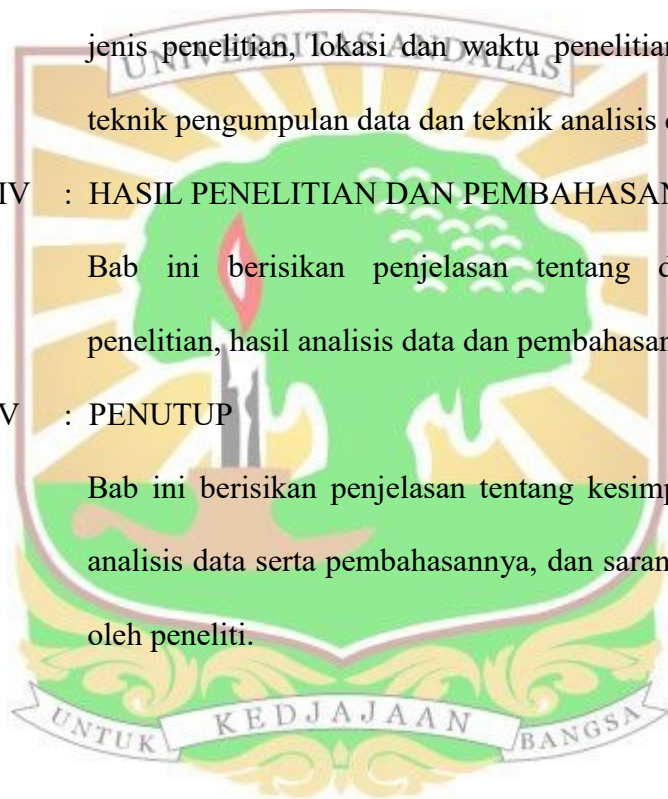 jenis penelitian, lokasi dan waktu penelitian
UNIVERSITAS ANDALAS
teknik pengumpulan data dan teknik analisis
IV : HASIL PENELITIAN DAN PEMBAHASAN
Bab ini berisikan penjelasan tentang
penelitian, hasil analisis data dan pembahasan
V : PENUTUP
Bab ini berisikan penjelasan tentang
analisis data serta pembahasannya, dan saran
oleh peneliti.
UNTUK KEDJAJAAN BANGSA